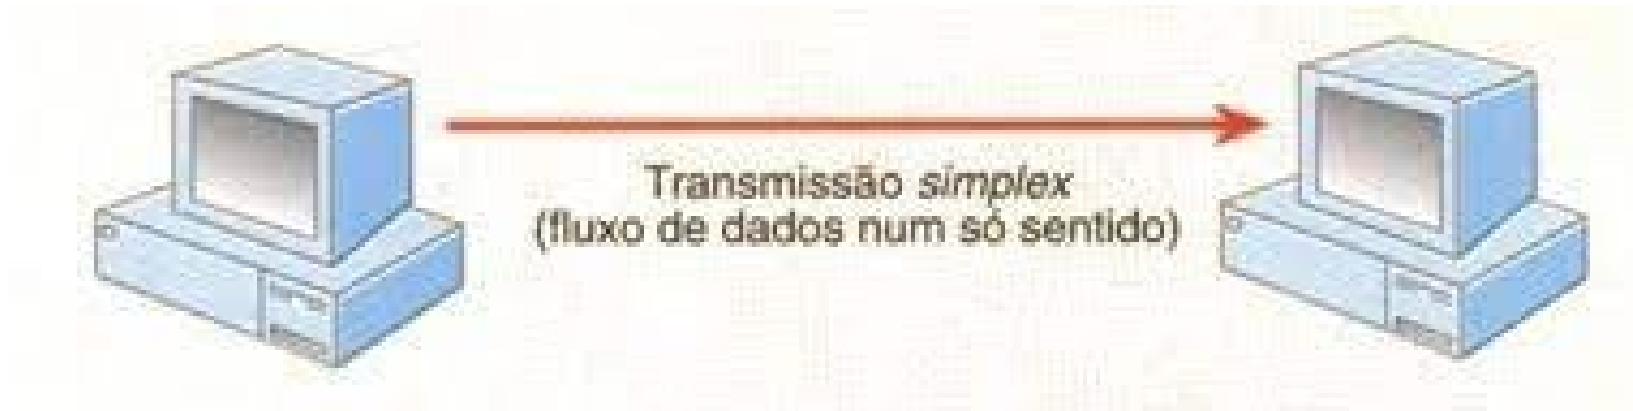 Transmissão simplex
(fluxo de dados num só sentido)